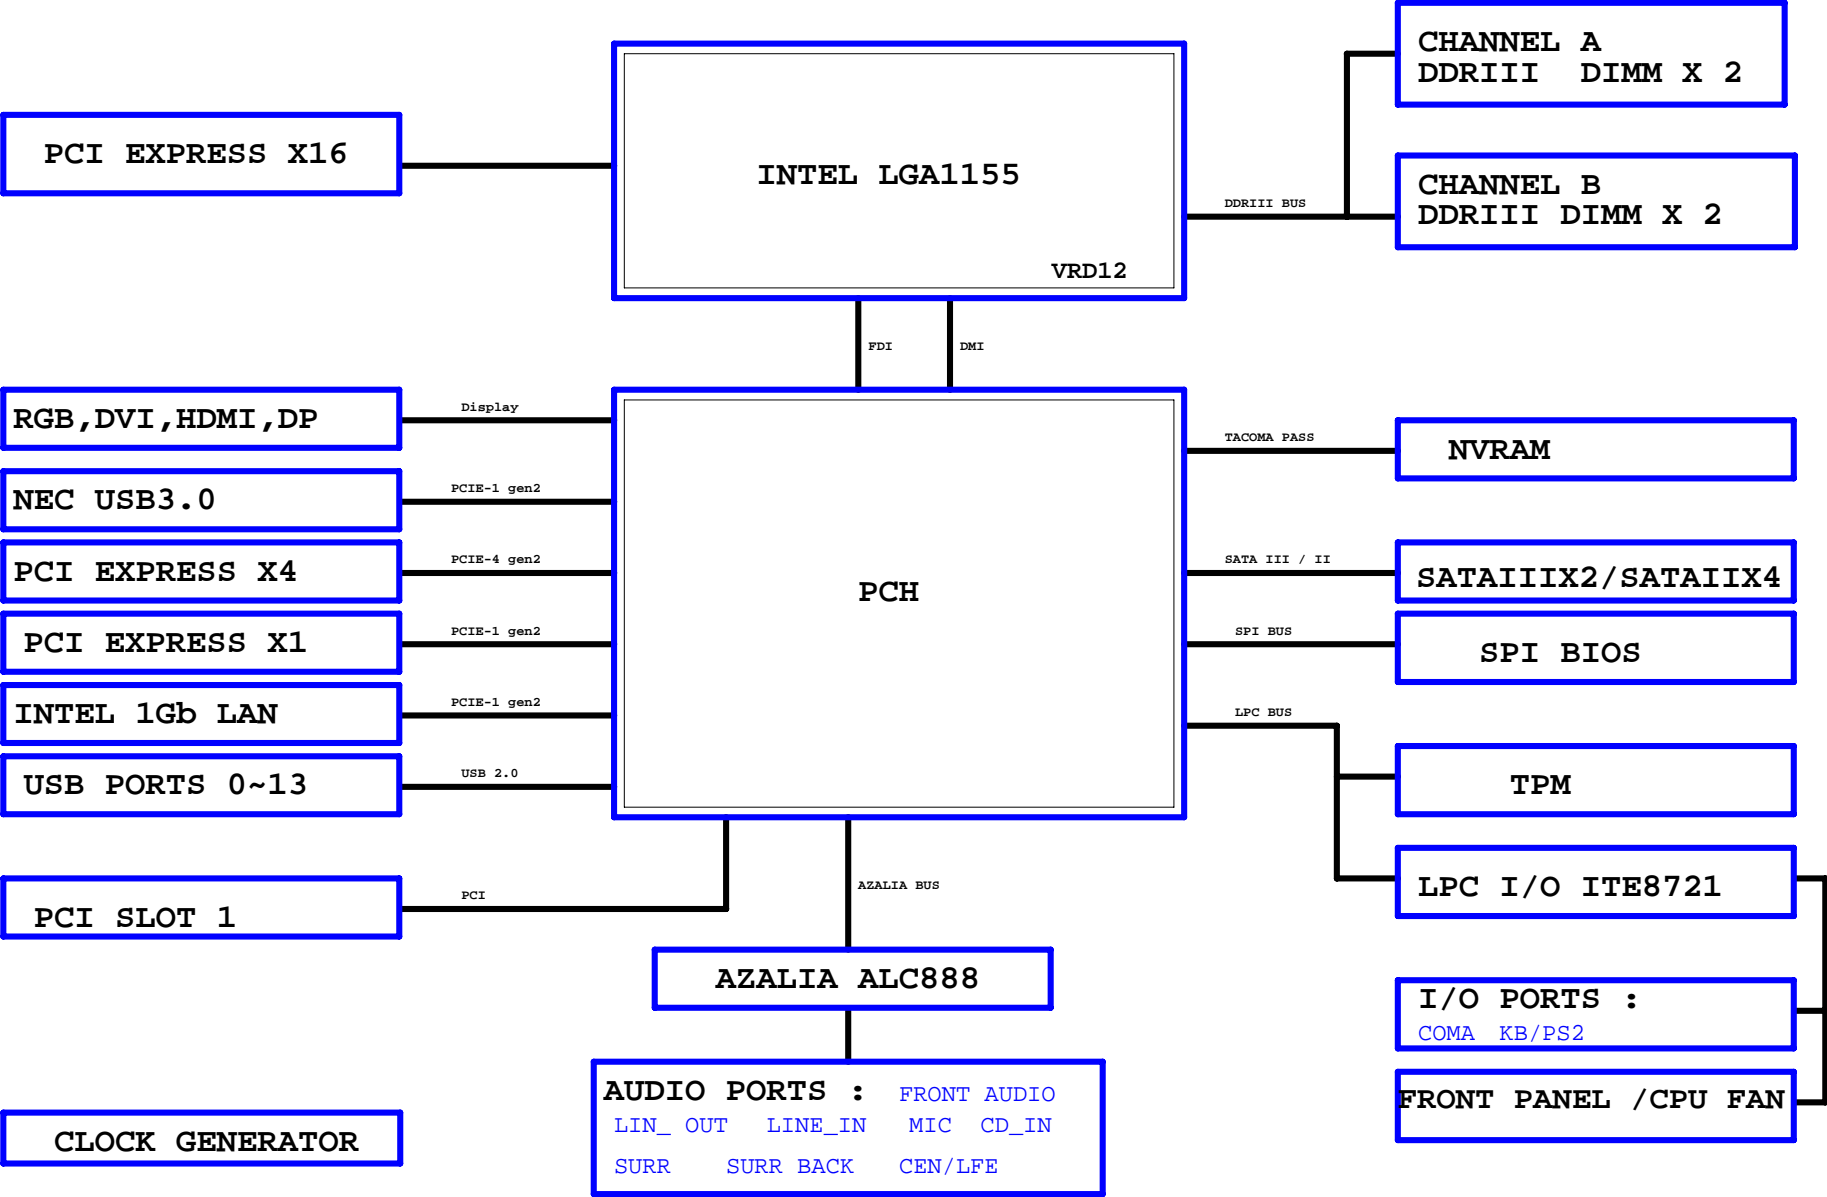 CHANNEL A
DDRIII DIMM X 2
PCI EXPRESS X16
INTEL LGA1155
CHANNEL B
DDRIII DIMM X 2
DDRIII BUS
VRD12
FDI
DMI
RGB,DVI,HDMI,DP
Display
TACOMA PASS
NVRAM
NEC USB3.0
PCIE-1 gen2
PCI EXPRESS X4
PCIE-4 gen2
PCH
SATA III / II
SATAIIIX2/SATAIIX4
PCI EXPRESS X1
PCIE-1 gen2
SPI BUS
SPI BIOS
INTEL 1Gb LAN
PCIE-1 gen2
LPC BUS
USB PORTS 0~13
USB 2.0
TPM
PCI SLOT 1
PCI
AZALIA BUS
LPC I/O ITE8721
AZALIA ALC888
I/O PORTS :
COMA KB/PS2
AUDIO PORTS : FRONT AUDIO
LIN_ OUT LINE_IN MIC CD_IN
SURR SURR BACK CEN/LFE
FRONT PANEL /CPU FAN
CLOCK GENERATOR